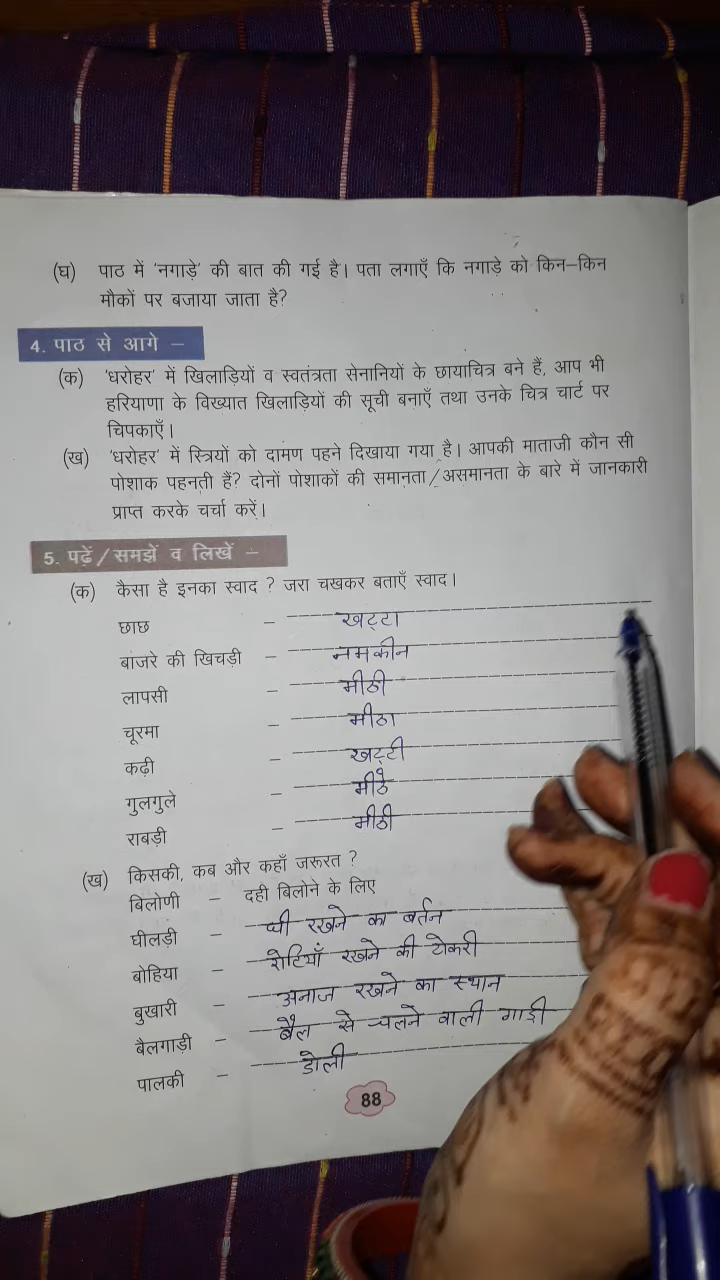 (घ) पाठ में 'नगाड़े' की बात की गई है। पता लगाएँ कि नगाड़े को किन-किन
मौकों पर बजाया जाता है?
4. पाठ से आगे –
(क) 'धरोहर' में खिलाड़ियों व स्वतंत्रता सेनानियों के छायाचित्र बने हैं, आप भी
हरियाणा के विख्यात खिलाड़ियों की सूची बनाएँ तथा उनके चित्र चार्ट पर
चिपकाएँ।
(ख) 'धरोहर' में स्त्रियों को दामण पहने दिखाया गया है। आपकी माताजी कौन सी
पोशाक पहनती हैं? दोनों पोशाकों की समानता/असमानता के बारे में जानकारी
प्राप्त करके चर्चा करें।
5. पढ़ें/समझें व लिखें –
(क) कैसा है इनका स्वाद ? जरा चखकर बताएँ स्वाद।
छाछ – खट्टा
बाजरे की खिचड़ी – नमकीन
लापसी – मीठी
चूरमा – मीठा
कढ़ी – खट्टी
गुलगुले – मीठे
राबड़ी – मीठी
(ख) किसकी, कब और कहाँ जरूरत ?
बिलोणी – दही बिलोने के लिए
घीलड़ी – घी रखने का बर्तन
बोहिया – रोटियाँ रखने की टोकरी
बुखारी – अनाज रखने का स्थान
बैलगाड़ी – बैल से चलने वाली गाड़ी
पालकी – डोली
88